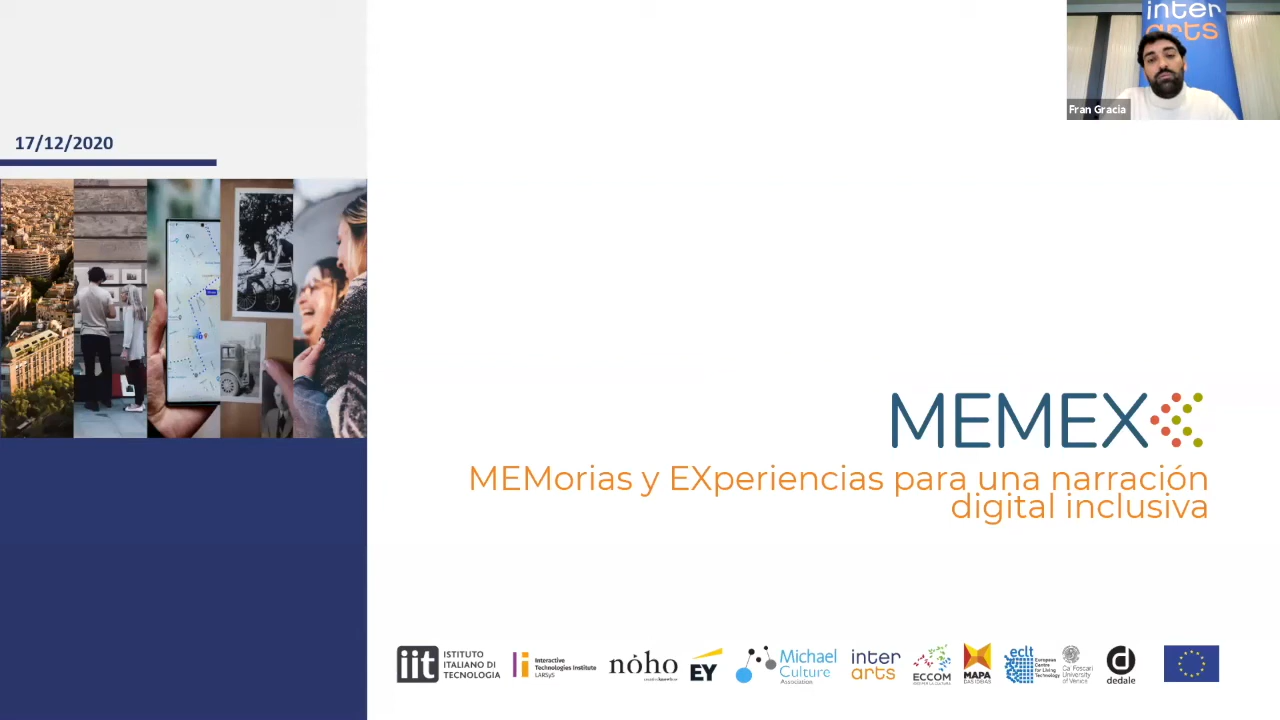 inter
arts
Fran Gracia
17/12/2020
MEMEX
MEMorias y EXperiencias para una narración
digital inclusiva
iit
ISTITUTO
ITALIANO DI
TECNOLOGIA
Interactive
Technologies Institute
LARSyS
nòho
EY
Michael
Culture
Association
inter
arts
ECCOM
MAPA
DAS IDEIAS
eclt
European
Centre
for Living
Technology
Ca' Foscari
University
of Venice
dedale